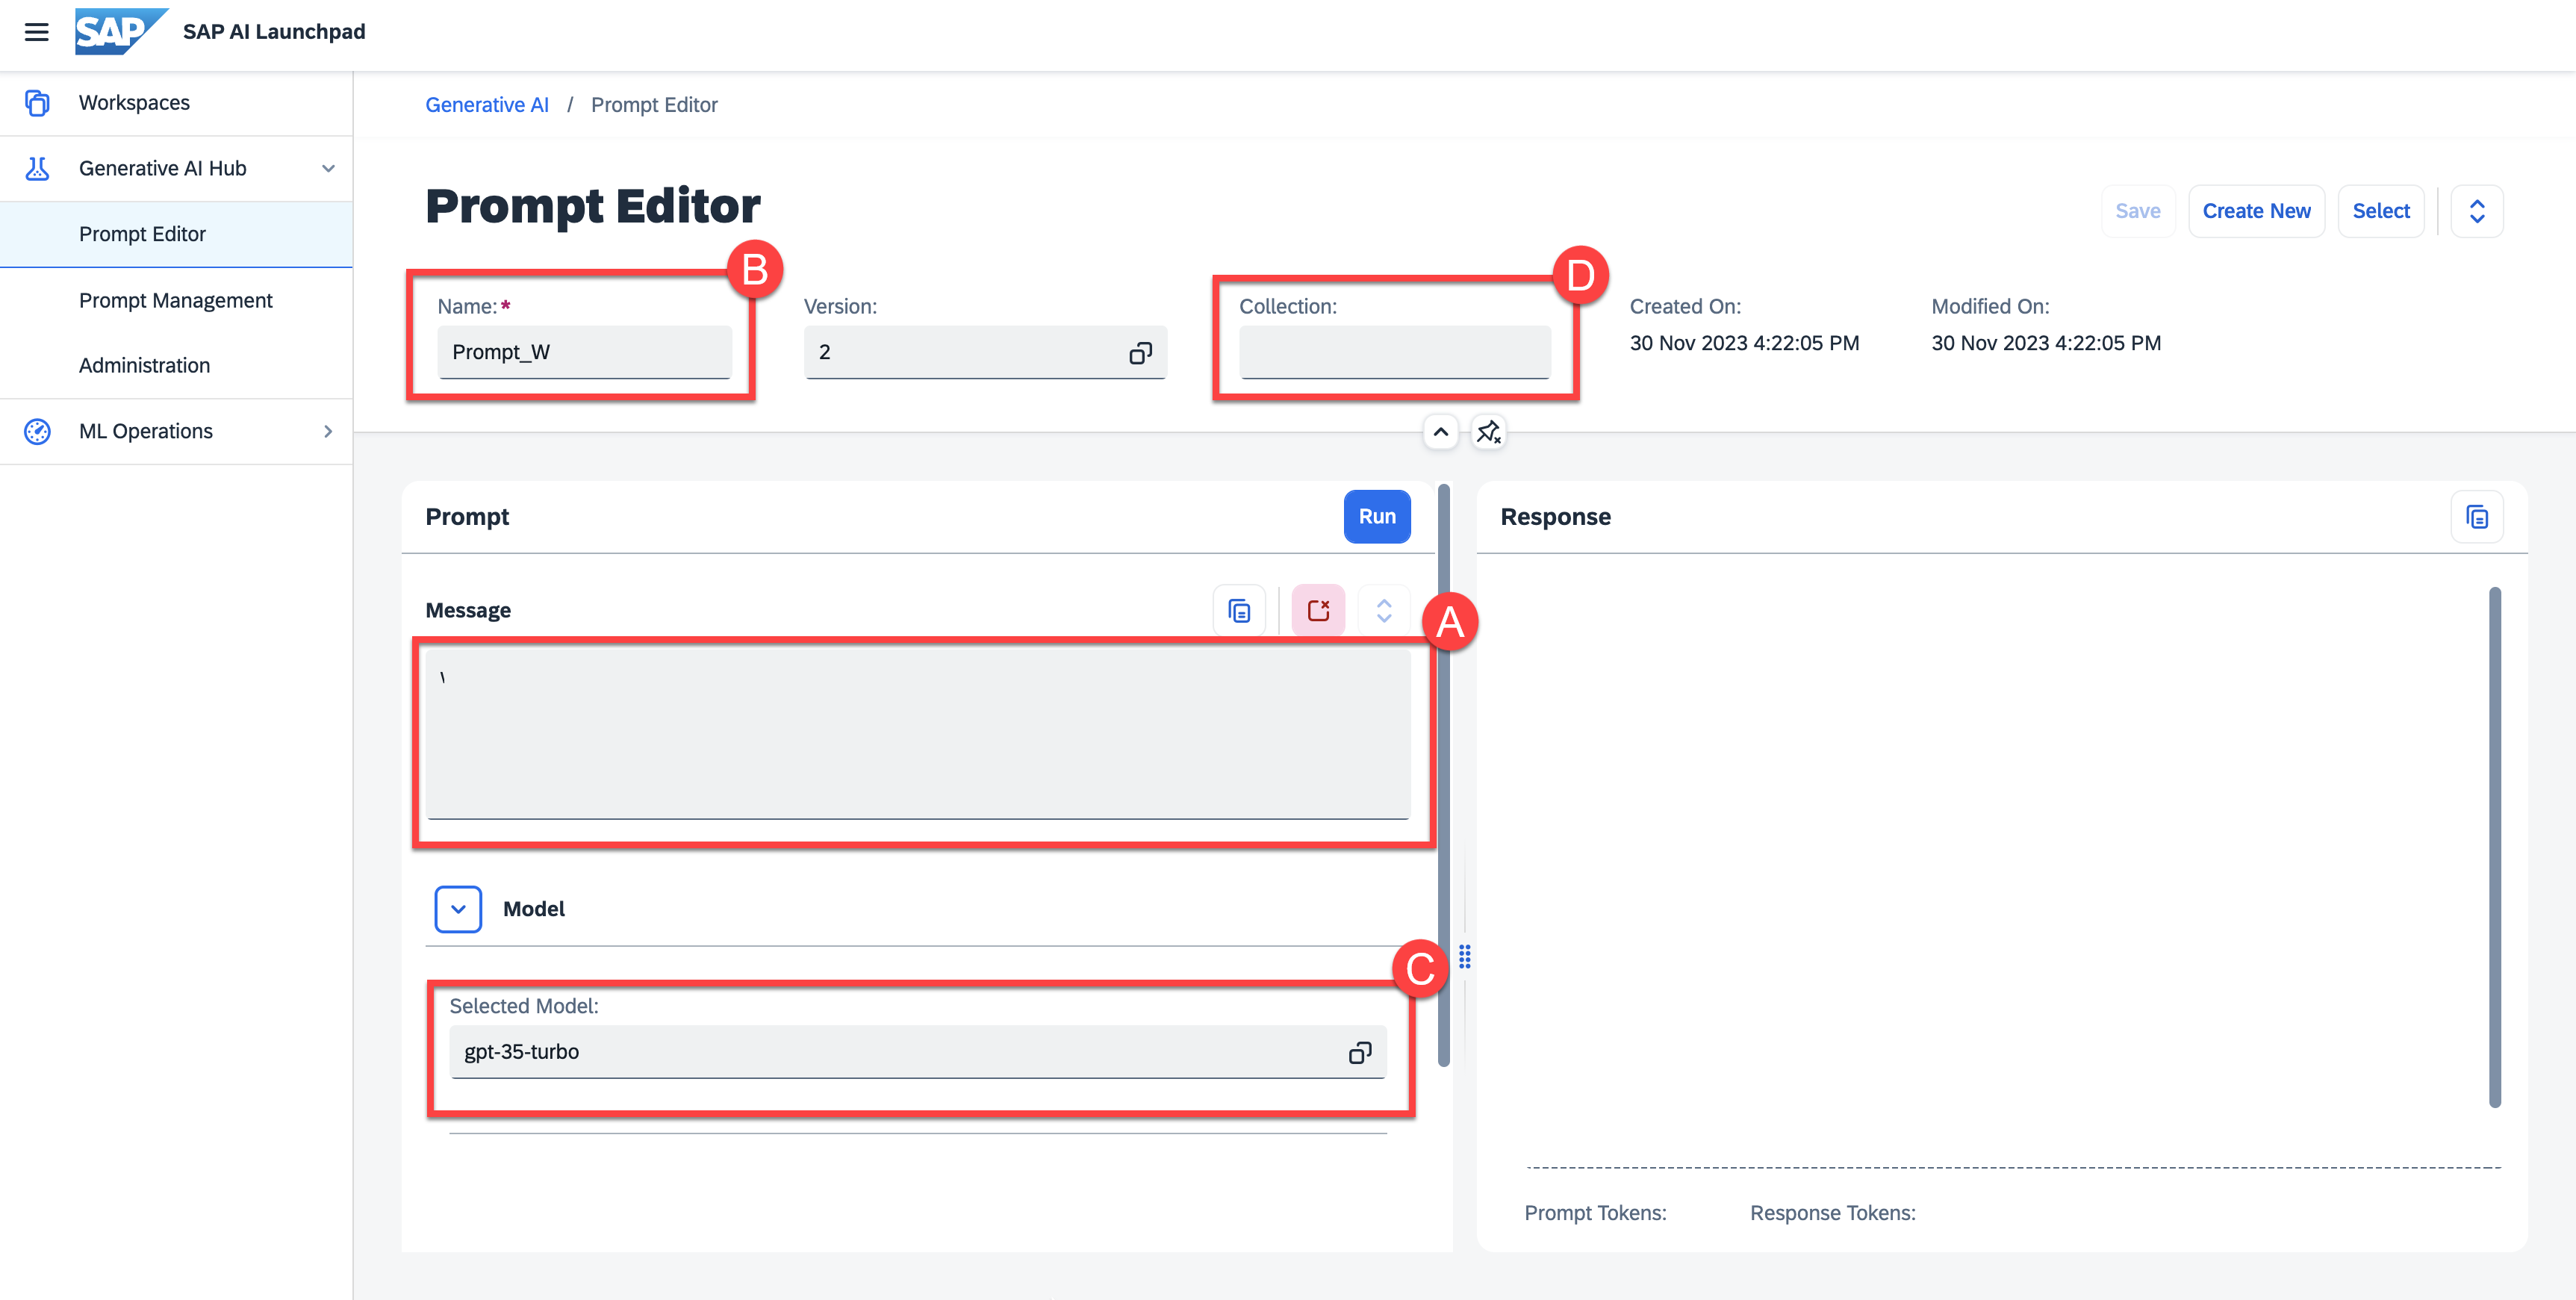 SAP SAP AI Launchpad
Workspaces
Generative AI Hub
Prompt Editor
Prompt Management
Administration
ML Operations
Generative AI / Prompt Editor
Prompt Editor
Save Create New Select
B
D
Name:* Version: Collection: Created On: Modified On:
Prompt_W 2 30 Nov 2023 4:22:05 PM 30 Nov 2023 4:22:05 PM
Prompt Run
Message
A
Model
C
Selected Model:
gpt-35-turbo
Response
Prompt Tokens: Response Tokens: